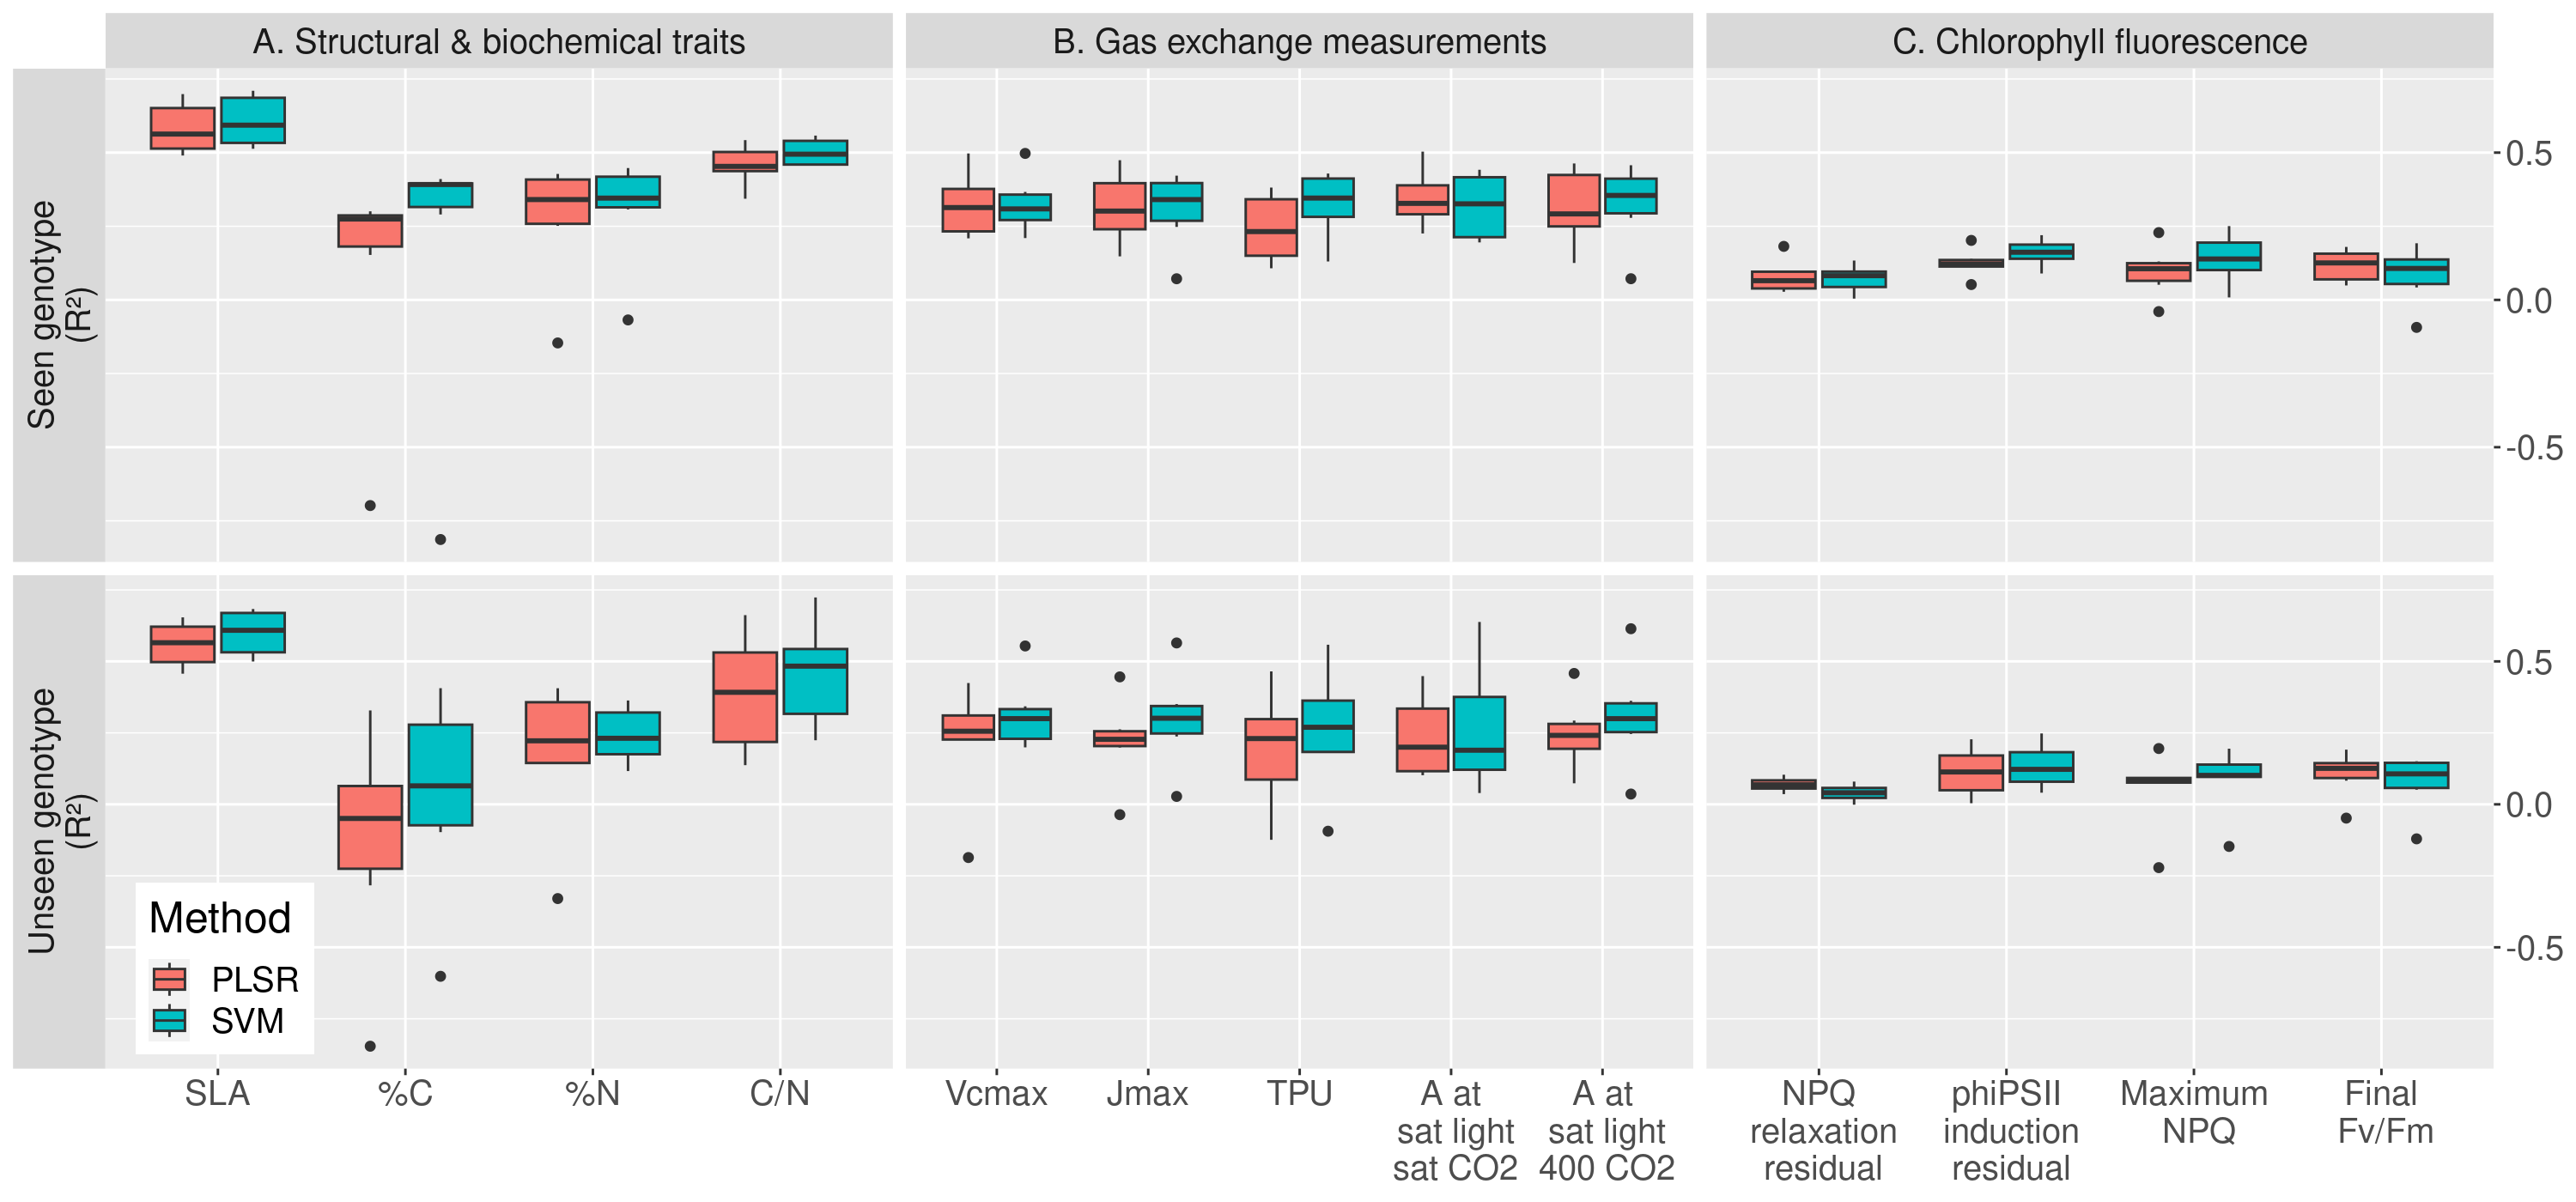 A. Structural & biochemical traits
B. Gas exchange measurements
C. Chlorophyll fluorescence
Seen genotype
(R²)
0.5
0.0
-0.5
Unseen genotype
(R²)
0.5
0.0
-0.5
Method
PLSR
SVM
SLA
%C
%N
C/N
Vcmax
Jmax
TPU
A at
sat light
sat CO2
A at
sat light
400 CO2
NPQ
relaxation
residual
phiPSII
induction
residual
Maximum
NPQ
Final
Fv/Fm